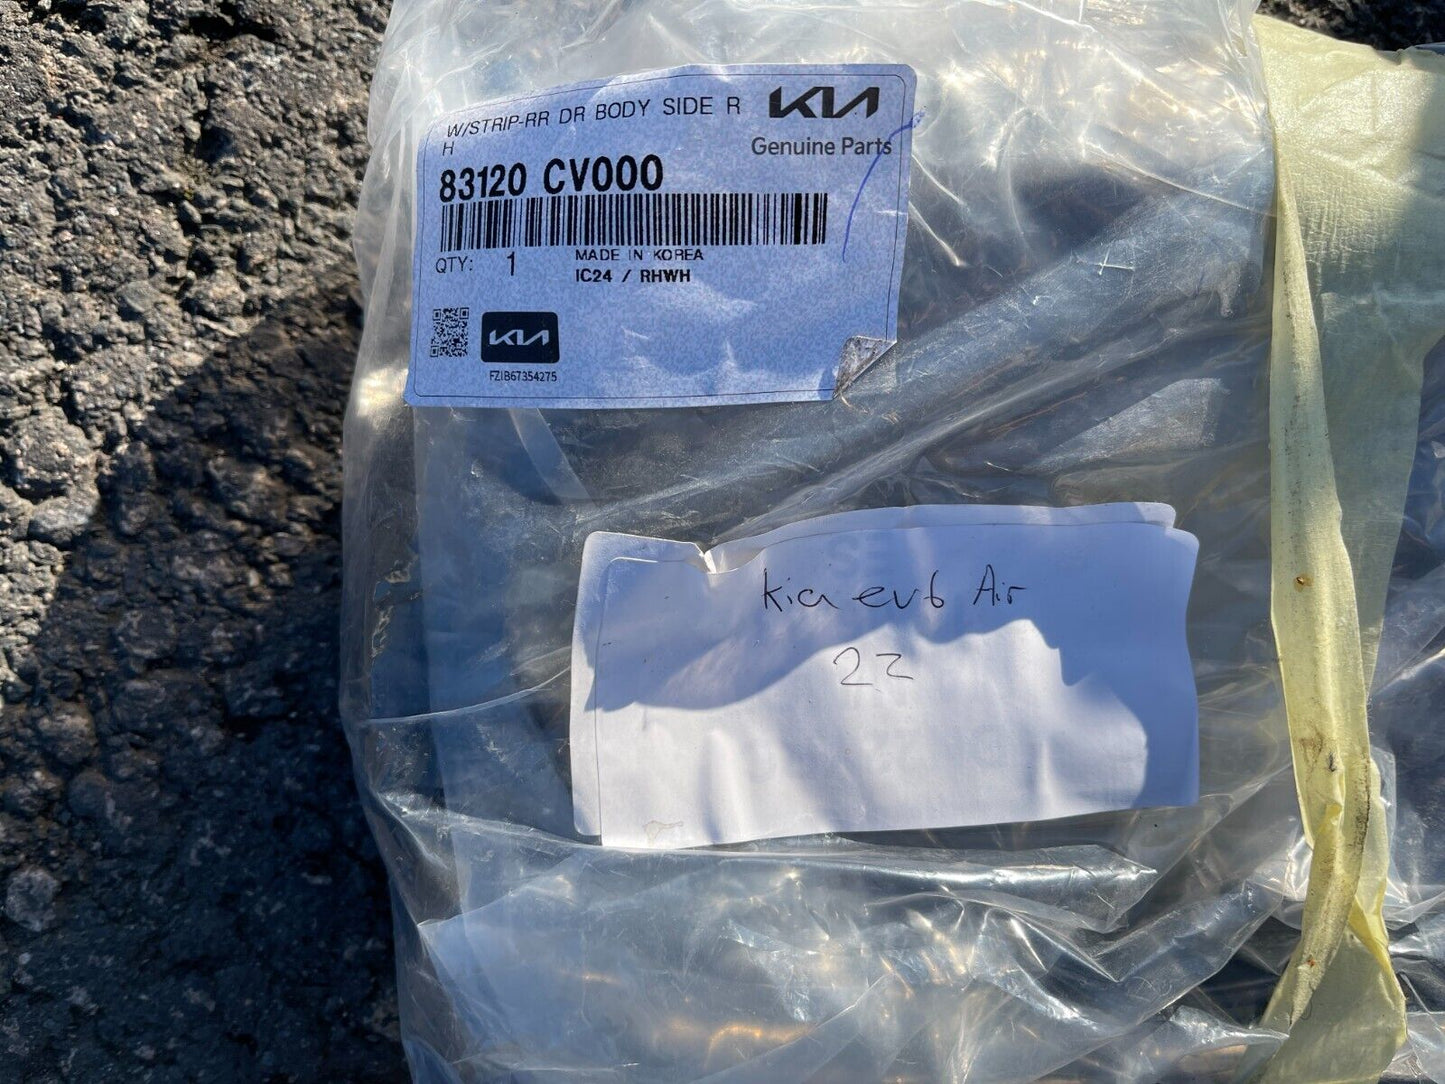 W/STRIP-RR DR BODY SIDE R
H
KIA
Genuine Parts
83120 CV000
QTY: 1
MADE IN KOREA
IC24 / RHWH
KIA
FZIB67354275
Kia ev6 Air
22